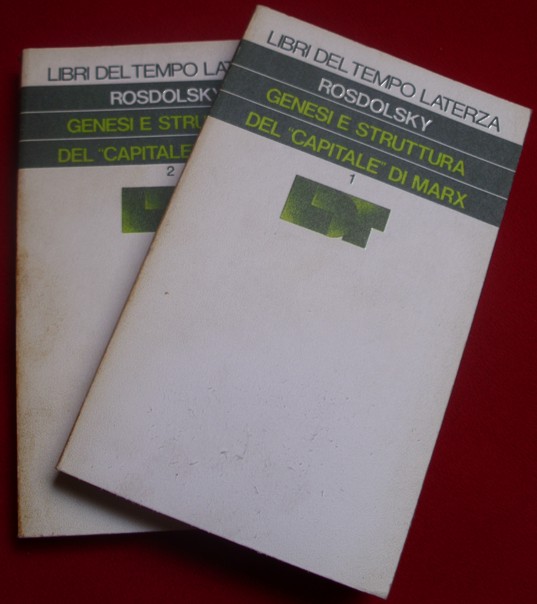 LIBRI DEL TEMPO LATERZA
ROSDOLSKY
GENESI E STRUTTURA
DEL "CAPITALE" DI MARX
1
LIBRI DEL TEMPO LAT
ROSDOLSKY
GENESI E STRU
DEL "CAPITALE"
2